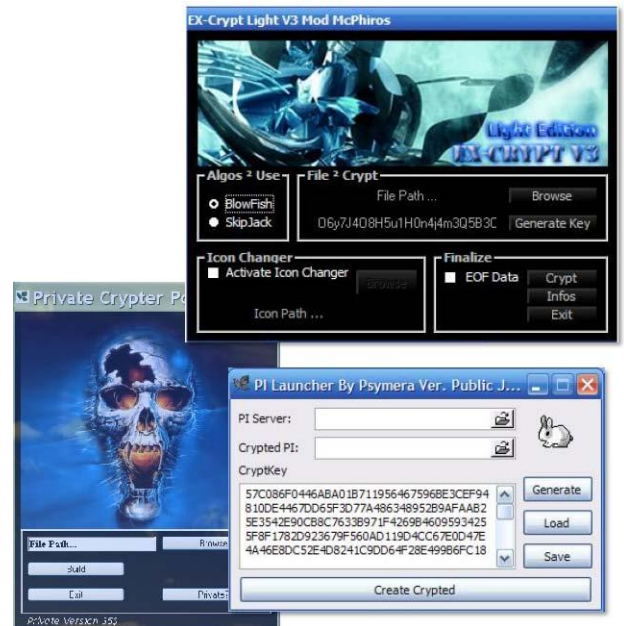 EX-Crypt Light V3 Mod McPhiros
Light Edition
EX-CRYPT V3
Algos ² Use
BlowFish
SkipJack
File ² Crypt
File Path ...
Browse
Generate Key
Icon Changer
Activate Icon Changer
Browse
Icon Path ...
Finalize
EOF Data
Crypt
Infos
Exit
Private Crypter
File Path...
Build
Exit
Private Version 35$
PI Launcher By Psymera Ver. Public J...
PI Server:
Crypted PI:
CryptKey
57C086F0446ABA01B711956467596BE3CEF94
810DE4467DD65F3D77A486348952B9AFAAB2
5E3542E90CB8C7633B971F4269B4609593425
5F8F1782D923679F560AD119D4CC67E0D47E
4A46E8DC52E4D8241C9DD64F28E499B6FC18
Generate
Load
Save
Create Crypted